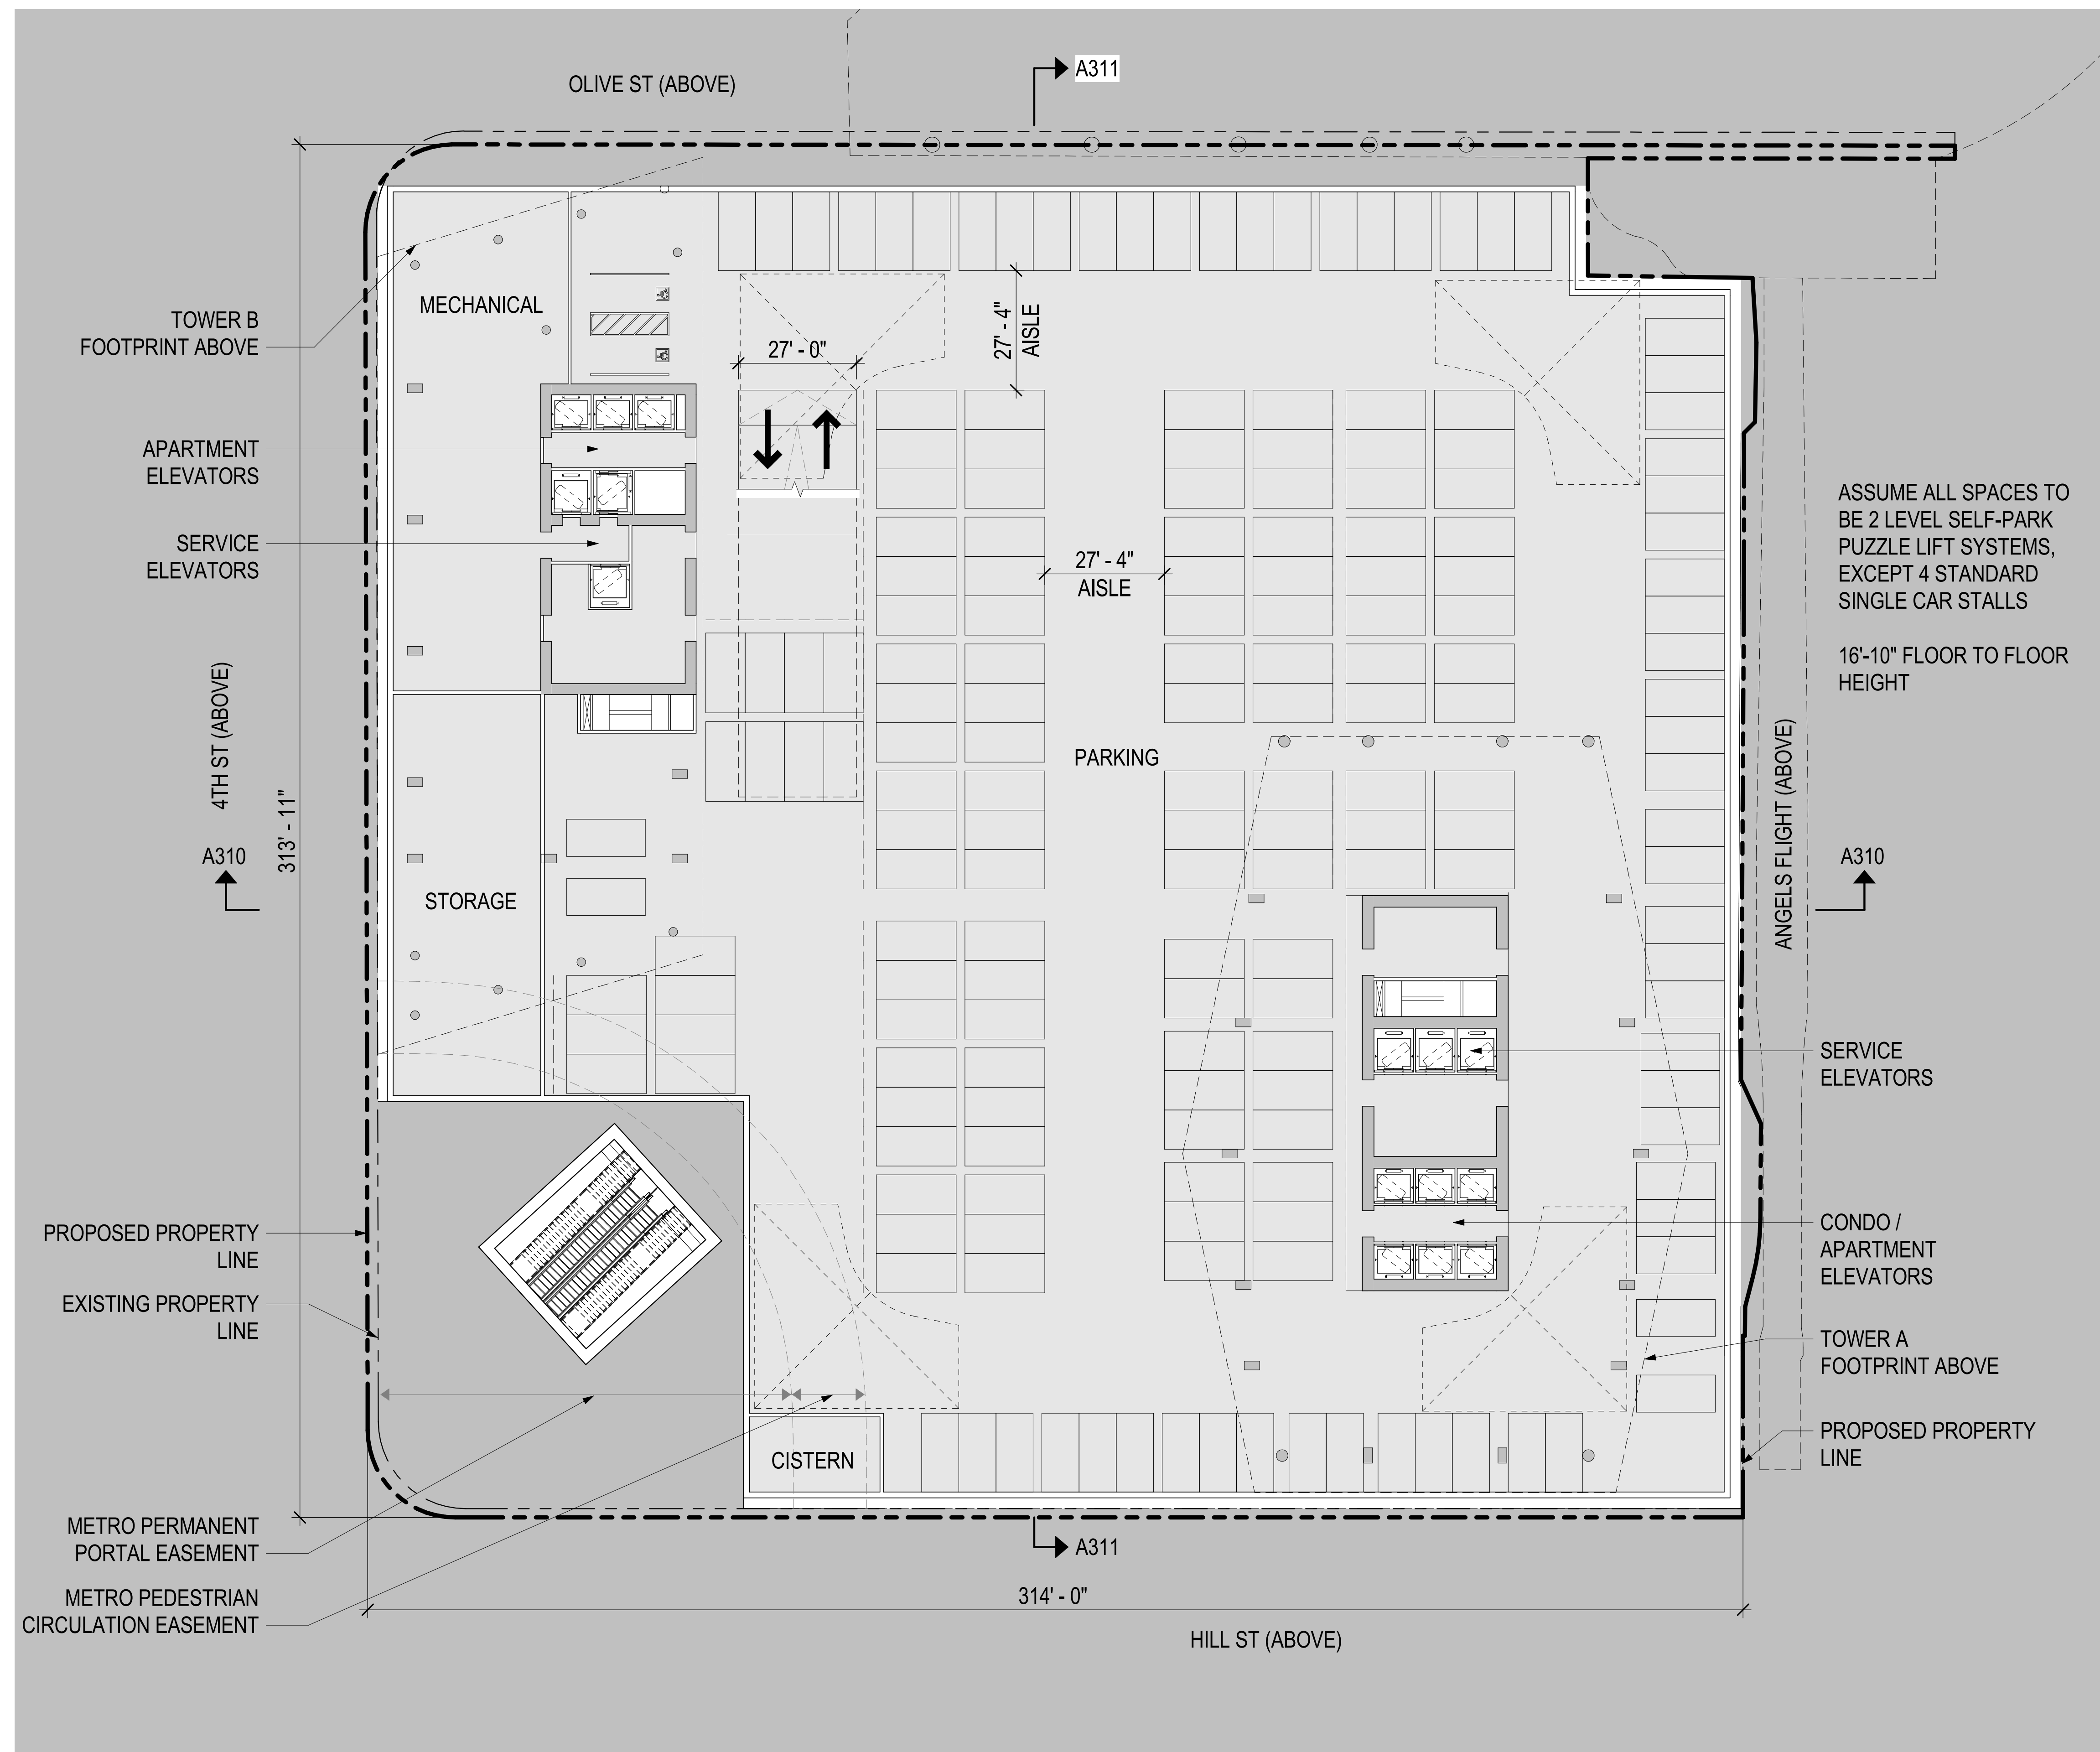 OLIVE ST (ABOVE)
A311
TOWER B
FOOTPRINT ABOVE
MECHANICAL
27' - 0"
27' - 4"
AISLE
APARTMENT
ELEVATORS
SERVICE
ELEVATORS
27' - 4"
AISLE
ASSUME ALL SPACES TO
BE 2 LEVEL SELF-PARK
PUZZLE LIFT SYSTEMS,
EXCEPT 4 STANDARD
SINGLE CAR STALLS
16'-10" FLOOR TO FLOOR
HEIGHT
4TH ST (ABOVE)
313' - 11"
PARKING
ANGELS FLIGHT (ABOVE)
A310
A310
STORAGE
SERVICE
ELEVATORS
PROPOSED PROPERTY
LINE
EXISTING PROPERTY
LINE
CONDO /
APARTMENT
ELEVATORS
TOWER A
FOOTPRINT ABOVE
PROPOSED PROPERTY
LINE
CISTERN
METRO PERMANENT
PORTAL EASEMENT
METRO PEDESTRIAN
CIRCULATION EASEMENT
A311
314' - 0"
HILL ST (ABOVE)